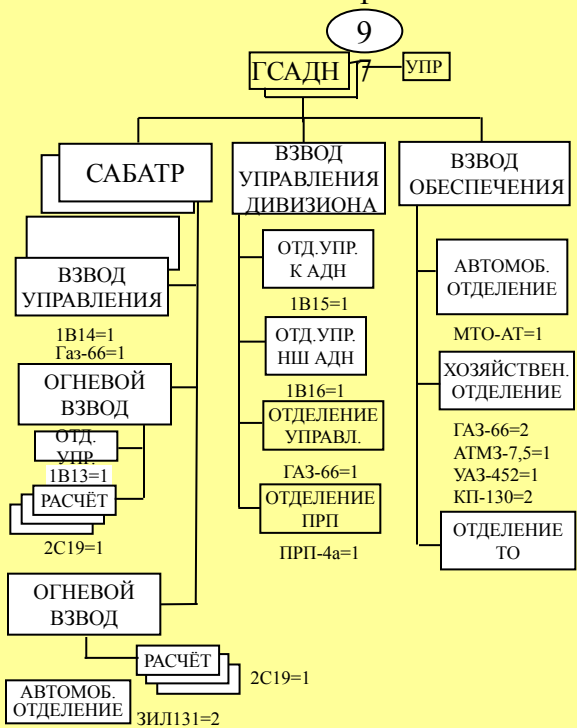 9
ГСАДН
7
УПР
САБАТР
ВЗВОД
УПРАВЛЕНИЯ
ДИВИЗИОНА
ВЗВОД
ОБЕСПЕЧЕНИЯ
ВЗВОД
УПРАВЛЕНИЯ
1В14=1
Газ-66=1
ОГНЕВОЙ
ВЗВОД
ОТД.
УПР.
1В13=1
РАСЧЁТ
2С19=1
ОГНЕВОЙ
ВЗВОД
РАСЧЁТ
2С19=1
АВТОМОБ.
ОТДЕЛЕНИЕ
ЗИЛ131=2
ОТД.УПР.
К АДН
1В15=1
ОТД.УПР.
НШ АДН
1В16=1
ОТДЕЛЕНИЕ
УПРАВЛ.
ГАЗ-66=1
ОТДЕЛЕНИЕ
ПРП
ПРП-4а=1
АВТОМОБ.
ОТДЕЛЕНИЕ
МТО-АТ=1
ХОЗЯЙСТВЕН.
ОТДЕЛЕНИЕ
ГАЗ-66=2
АТМЗ-7,5=1
УАЗ-452=1
КП-130=2
ОТДЕЛЕНИЕ
ТО